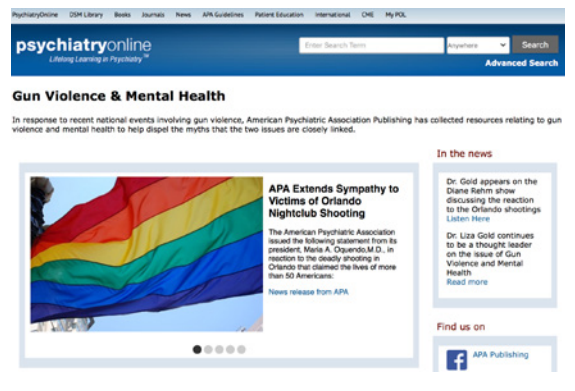 PsychiatryOnline DSM Library Books Journals News APA Guidelines Patient Education International CME My POL
psychiatryonline
Lifelong Learning in Psychiatry™
Enter Search Term Anywhere Search
Advanced Search
Gun Violence & Mental Health
In response to recent national events involving gun violence, American Psychiatric Association Publishing has collected resources relating to gun
violence and mental health to help dispel the myths that the two issues are closely linked.
APA Extends Sympathy to
Victims of Orlando
Nightclub Shooting
The American Psychiatric Association
issued the following statement from its
president, Maria A. Oquendo,M.D., in
reaction to the deadly shooting in
Orlando that claimed the lives of more
than 50 Americans:
News release from APA
In the news
Dr. Gold appears on the
Diane Rehm show
discussing the reaction
to the Orlando shootings
Listen Here
Dr. Liza Gold continues
to be a thought leader
on the issue of Gun
Violence and Mental
Health
Read more
Find us on
f
APA Publishing